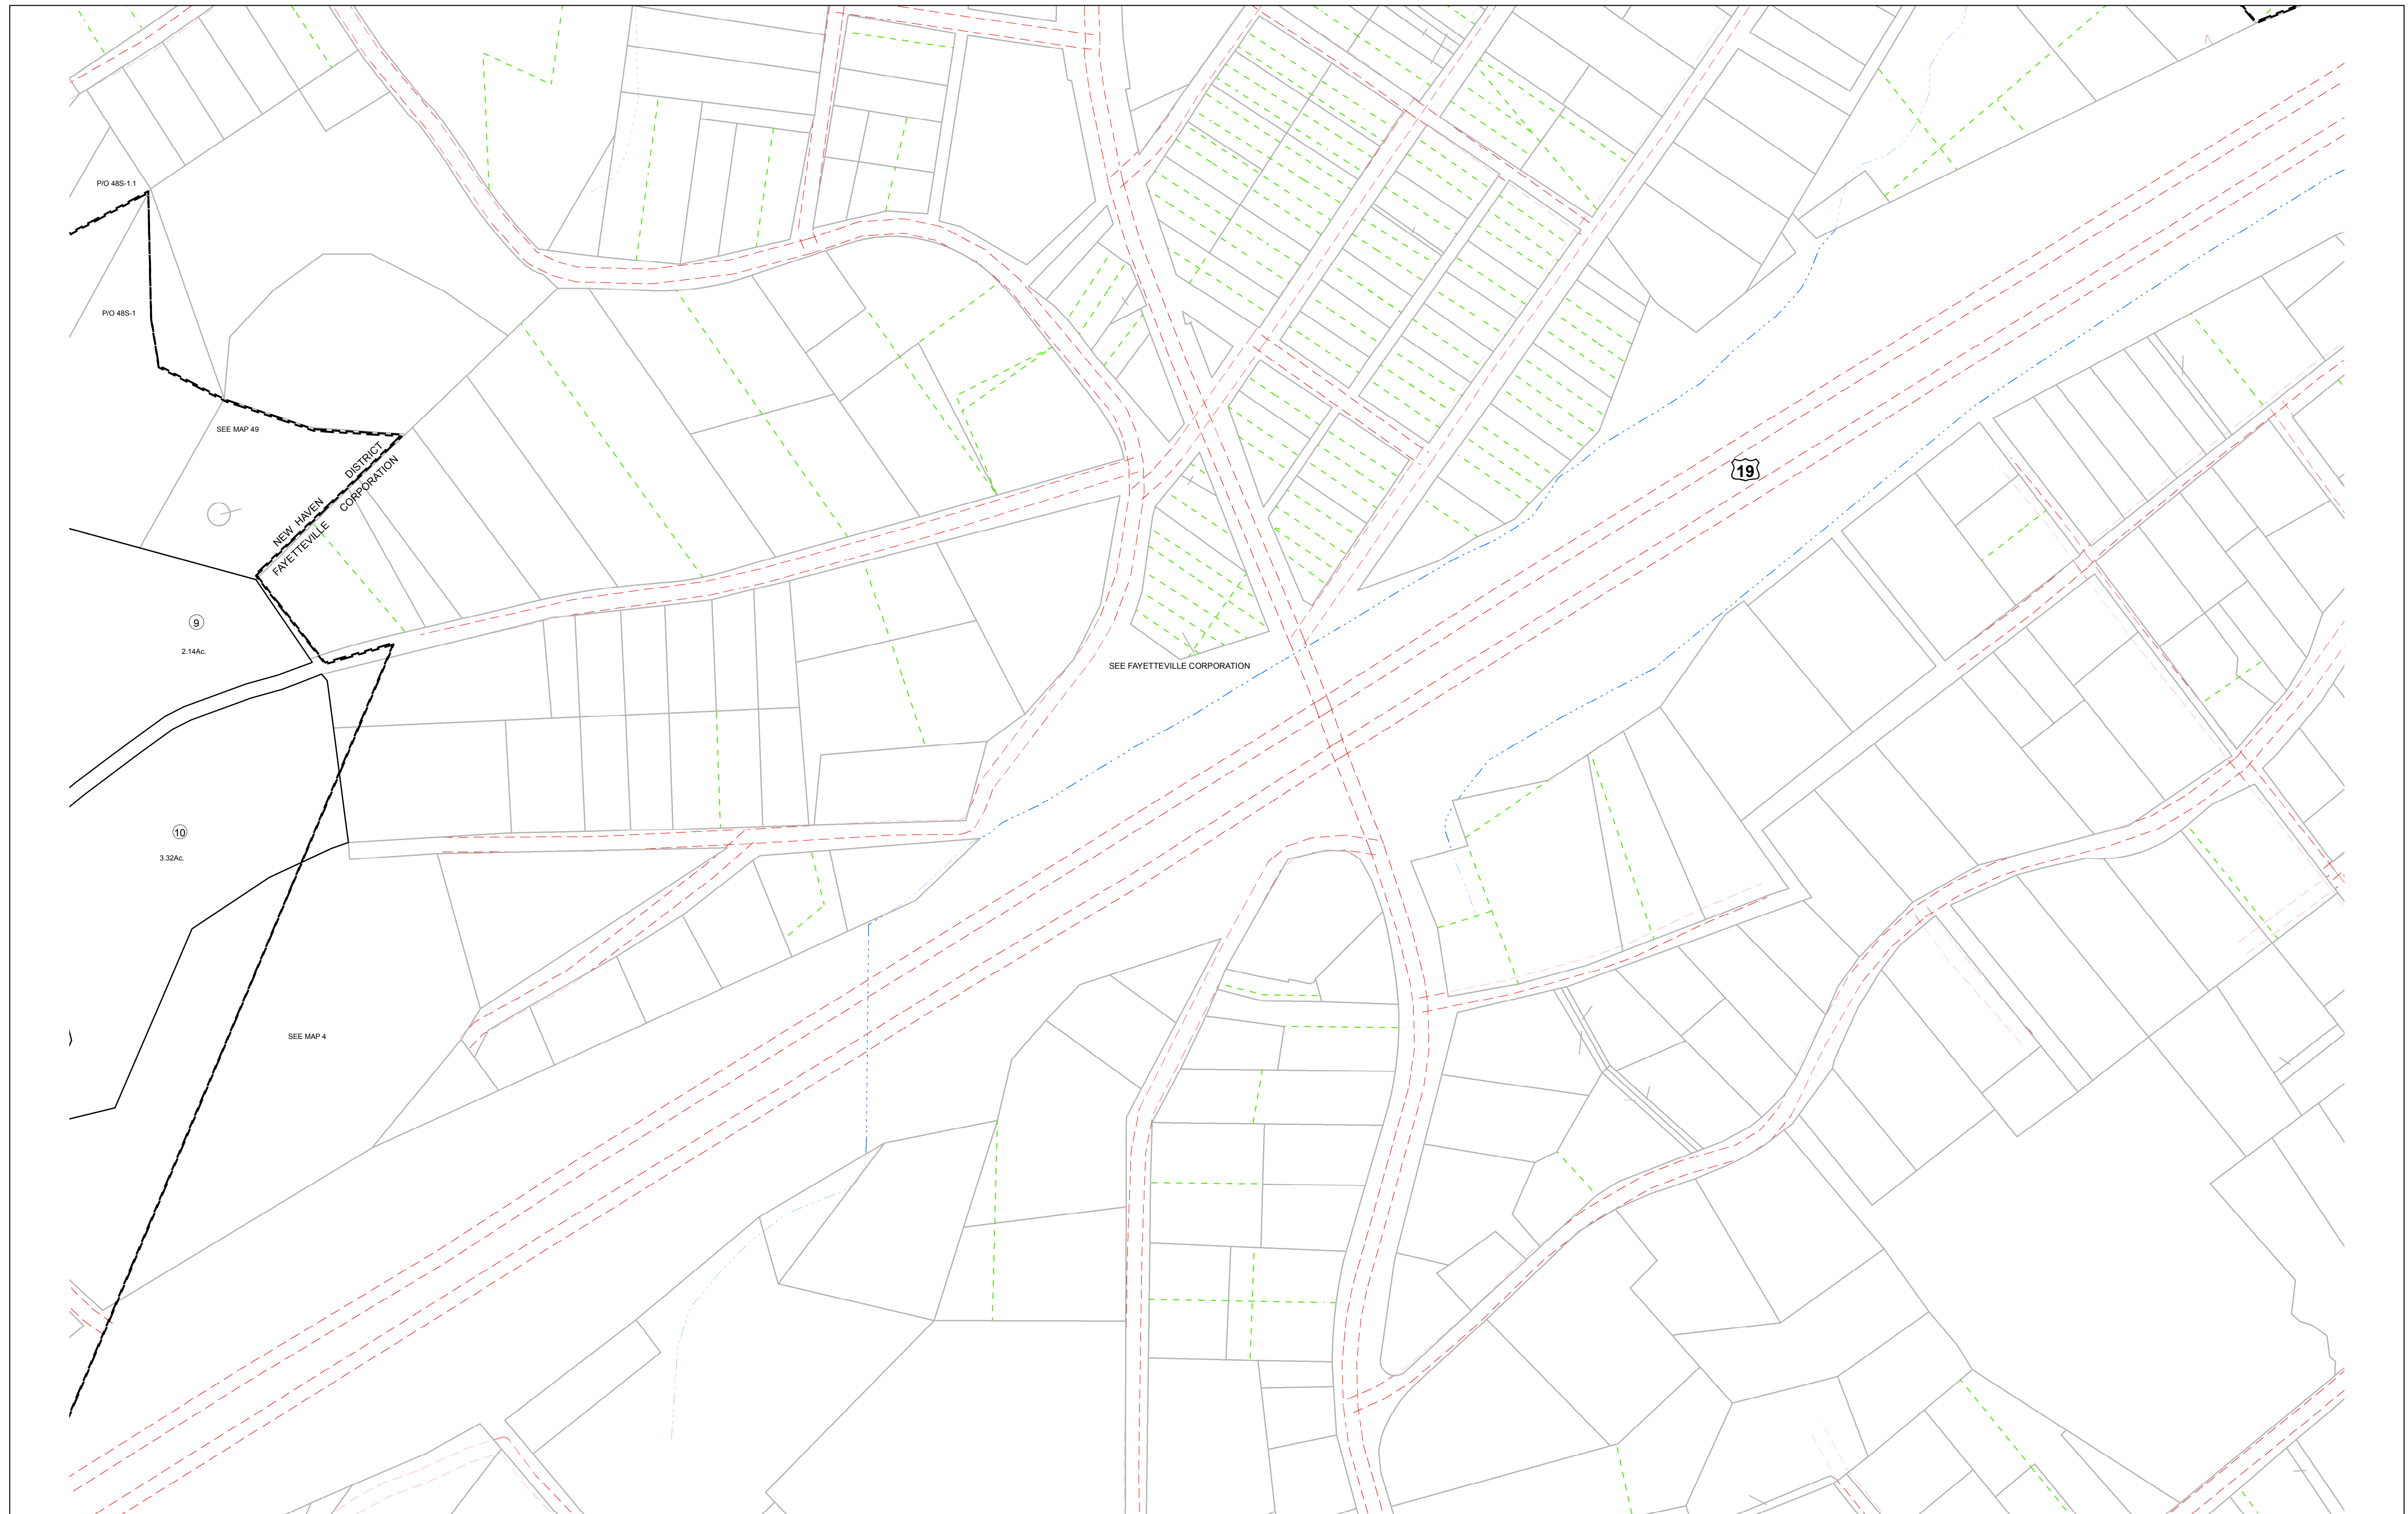 P/O 48S-1.1
P/O 48S-1
SEE MAP 49
DISTRICT
CORPORATION
NEW HAVEN
FAYETTEVILLE
19
9
2.14Ac.
SEE FAYETTEVILLE CORPORATION
10
3.32Ac.
SEE MAP 4